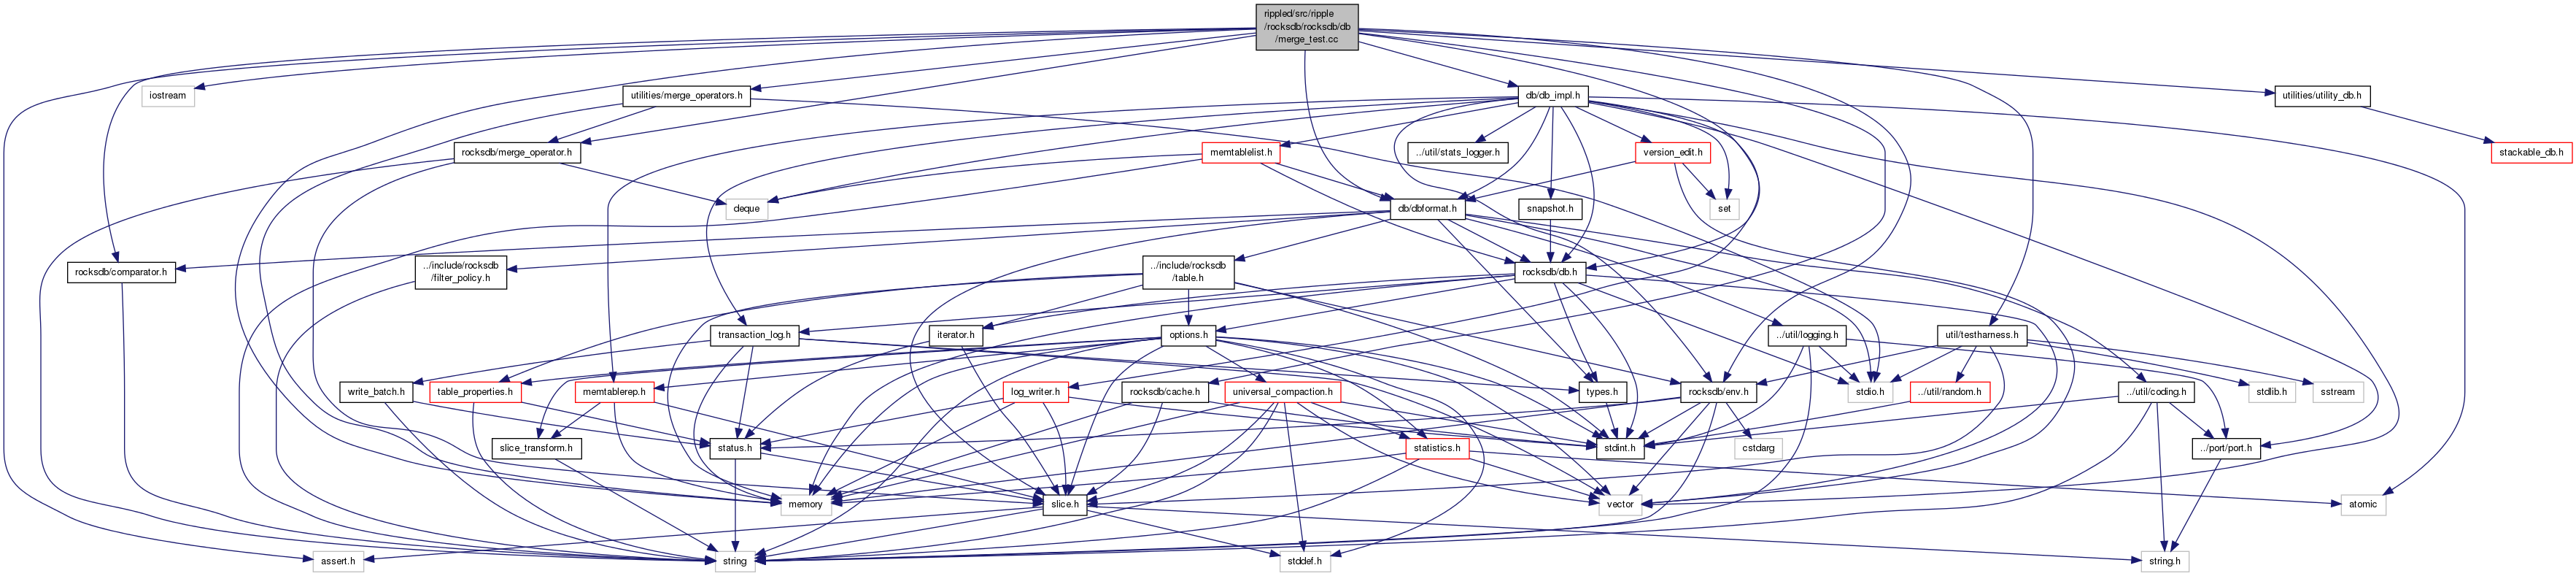 rippled/src/ripple
/rocksdb/rocksdb/db
/merge_test.cc
iostream
utilities/merge_operators.h
db/db_impl.h
utilities/utility_db.h
rocksdb/merge_operator.h
memtablelist.h
../util/stats_logger.h
version_edit.h
stackable_db.h
deque
db/dbformat.h
snapshot.h
set
rocksdb/comparator.h
../include/rocksdb
/filter_policy.h
../include/rocksdb
/table.h
rocksdb/db.h
transaction_log.h
iterator.h
options.h
../util/logging.h
util/testharness.h
write_batch.h
table_properties.h
memtablerep.h
log_writer.h
rocksdb/cache.h
universal_compaction.h
types.h
stdio.h
rocksdb/env.h
../util/random.h
../util/coding.h
stdlib.h
sstream
slice_transform.h
status.h
statistics.h
stdint.h
cstdarg
../port/port.h
memory
slice.h
vector
atomic
assert.h
string
stddef.h
string.h